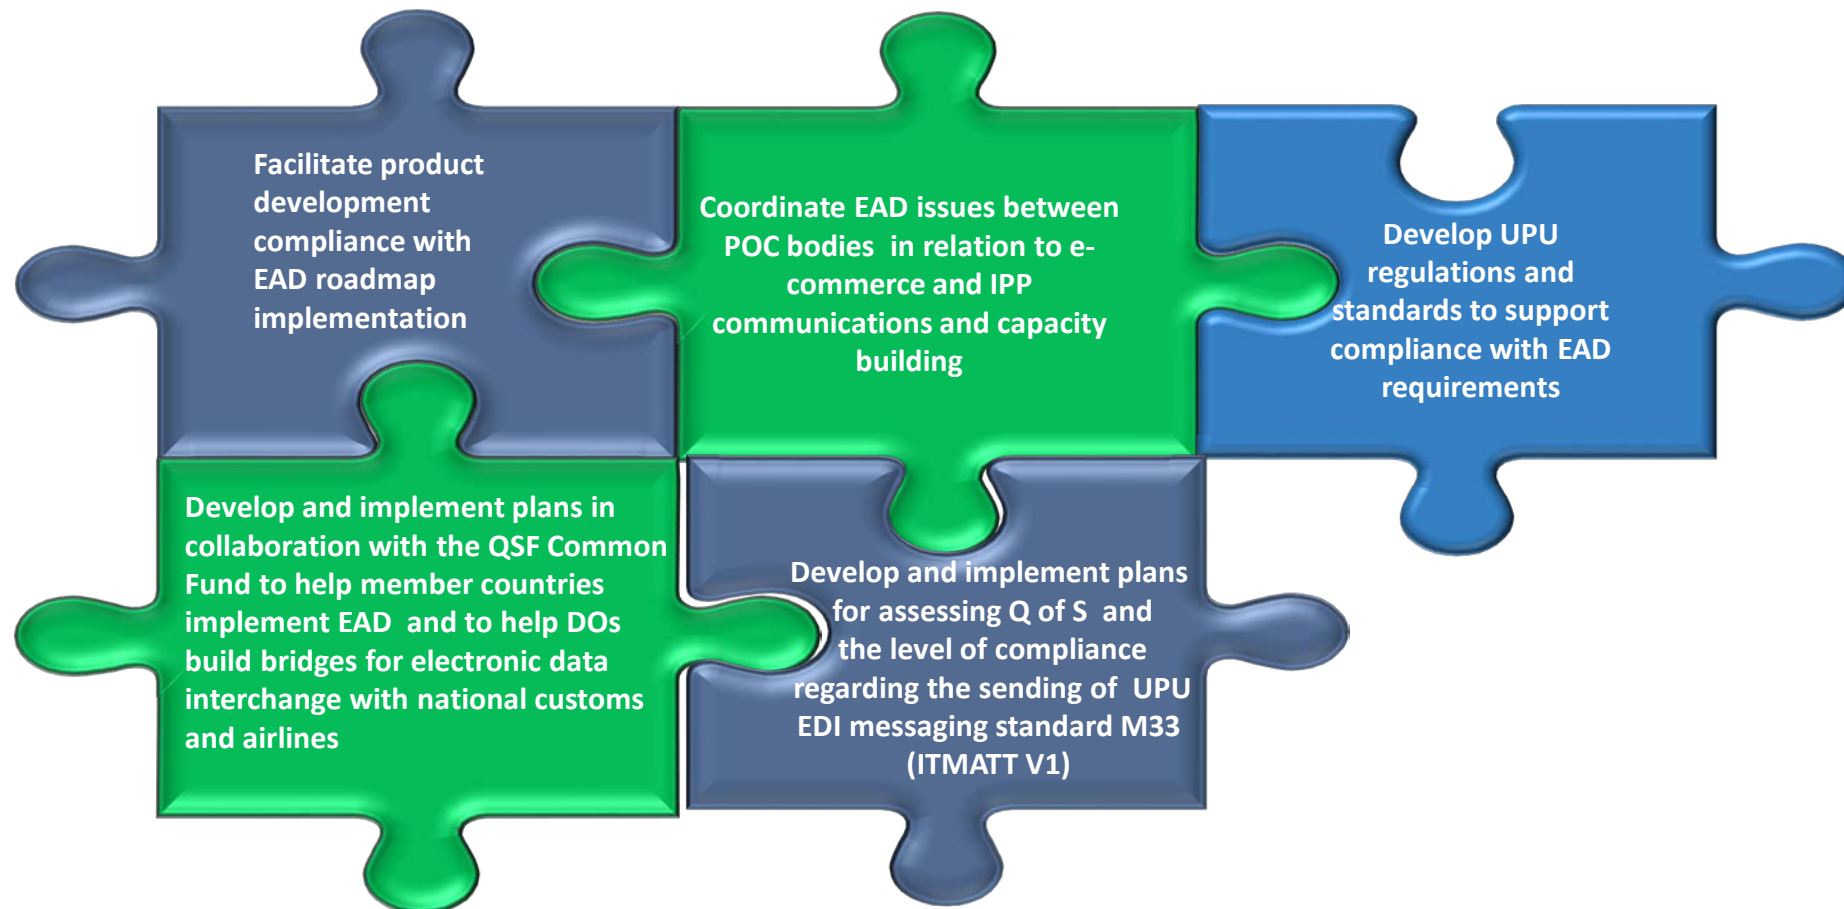 Facilitate product
development
compliance with
EAD roadmap
implementation
Coordinate EAD issues between
POC bodies in relation to e-
commerce and IPP
communications and capacity
building
Develop UPU
regulations and
standards to support
compliance with EAD
requirements
Develop and implement plans in
collaboration with the QSF Common
Fund to help member countries
implement EAD and to help DOs
build bridges for electronic data
interchange with national customs
and airlines
Develop and implement plans
for assessing Q of S and
the level of compliance
regarding the sending of UPU
EDI messaging standard M33
(ITMATT V1)